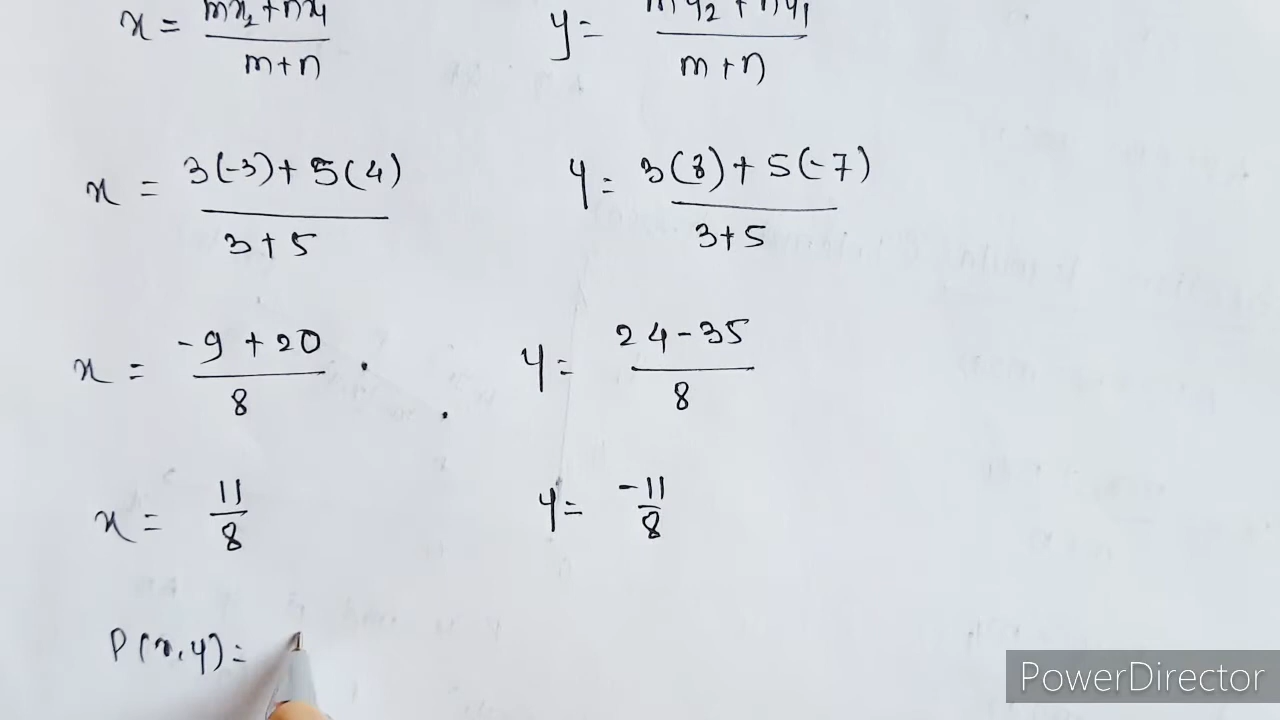 x = mx₂+nx₁ / m+n y = my₂+ny₁ / m+n
x = 3(-3)+5(4) / 3+5 y = 3(8)+5(-7) / 3+5
x = -9+20 / 8 y = 24-35 / 8
x = 11/8 y = -11/8
P(x,y)=
PowerDirector